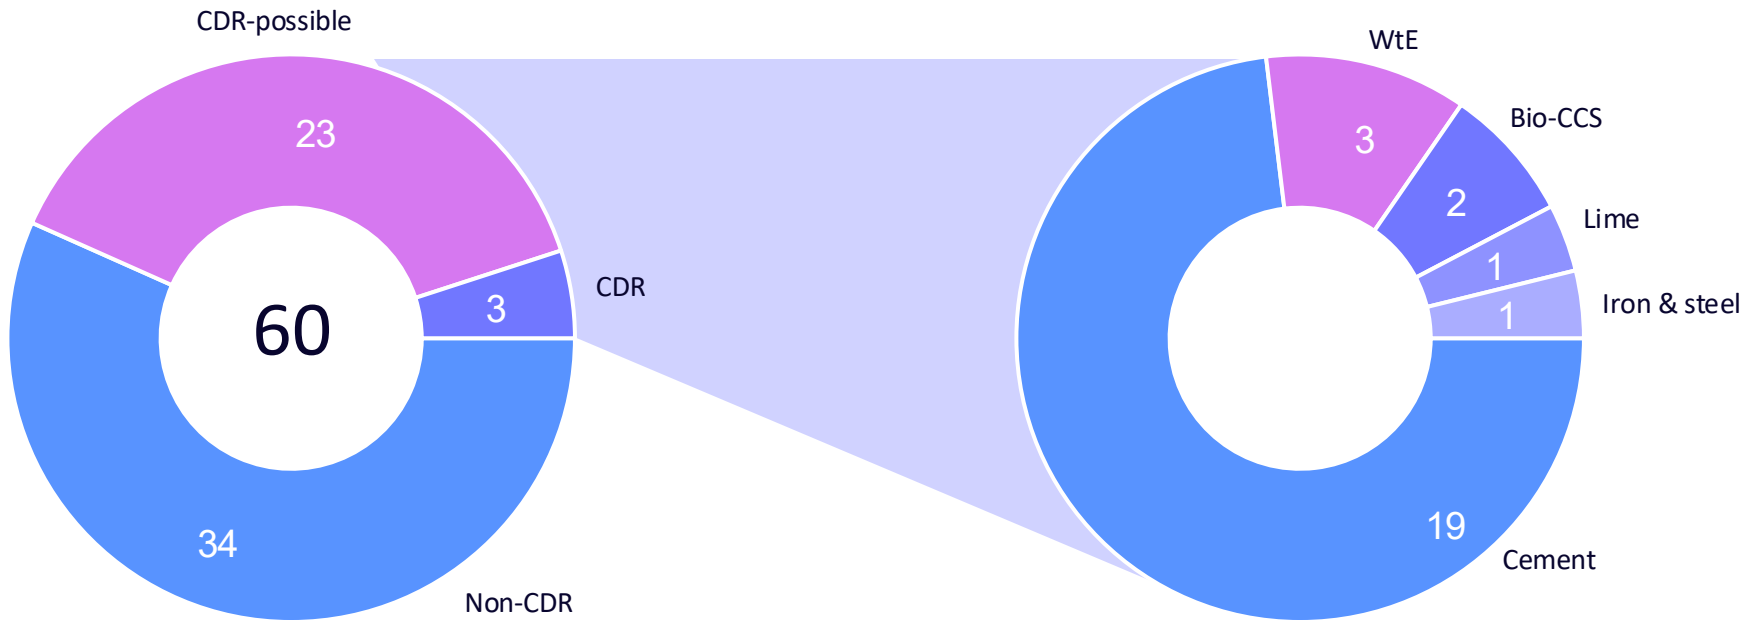 CDR-possible
23
CDR
3
60
34
Non-CDR
WtE
3
Bio-CCS
2
Lime
1
Iron & steel
1
19
Cement